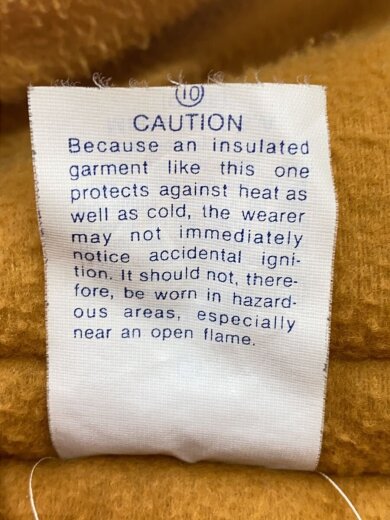 10
CAUTION
Because an insulated
garment like this one
protects against heat as
well as cold, the wearer
may not immediately
notice accidental igni-
tion. It should not, there-
fore, be worn in hazard-
ous areas, especially
near an open flame.